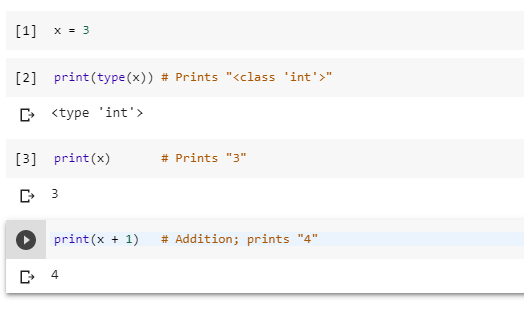 [1] x = 3
[2] print(type(x)) # Prints "<class 'int'>"
<type 'int'>
[3] print(x) # Prints "3"
3
print(x + 1) # Addition; prints "4"
4